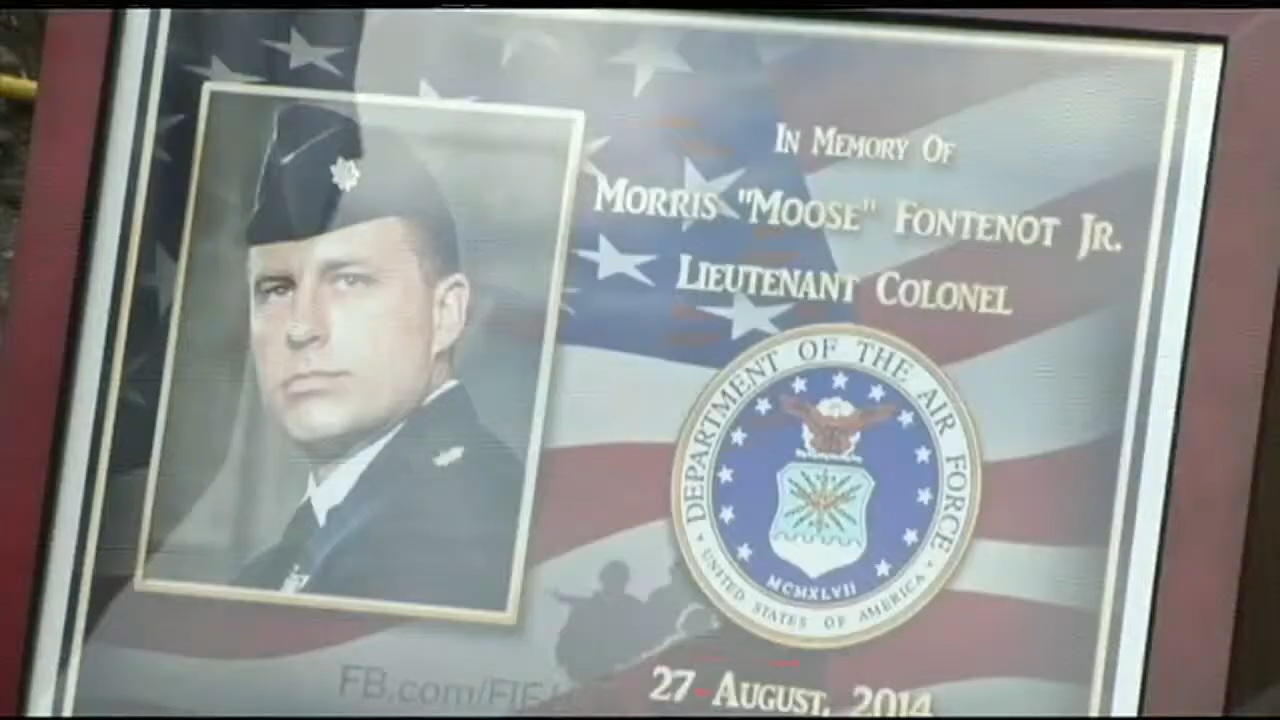 IN MEMORY OF
MORRIS "MOOSE" FONTENOT JR.
LIEUTENANT COLONEL
DEPARTMENT OF THE AIR FORCE
MCMXLVII
UNITED STATES OF AMERICA
27 AUGUST, 2014